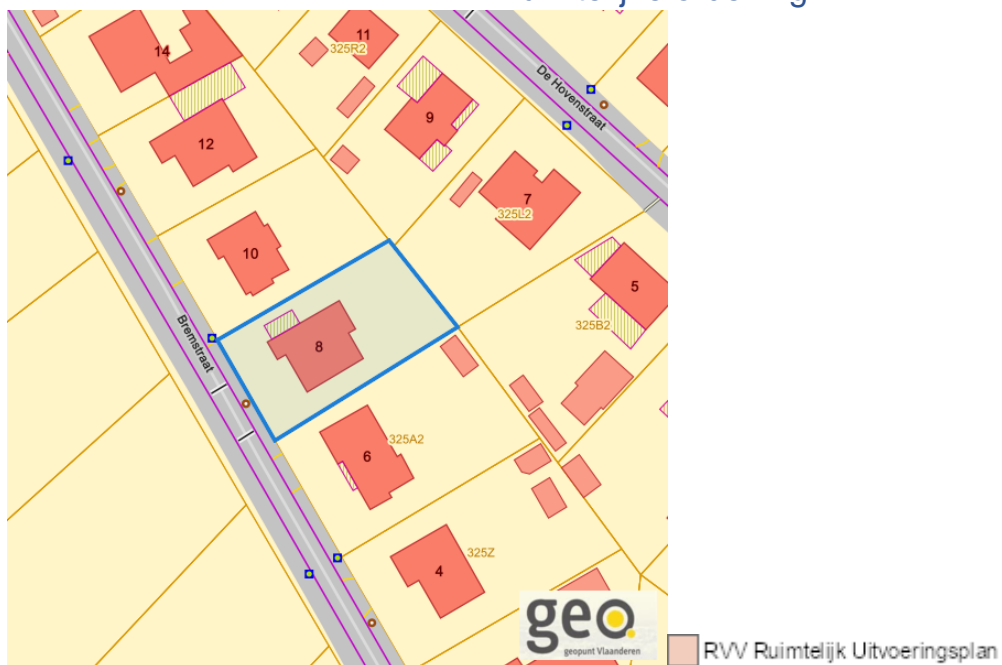 14
11
325R2
De Hovenstraat
9
12
7
325L2
10
5
325B2
Bremstraat
8
325A2
6
325Z
4
geo.
geopunt Vlaanderen
RVV Ruimtelijk Uitvoeringsplan